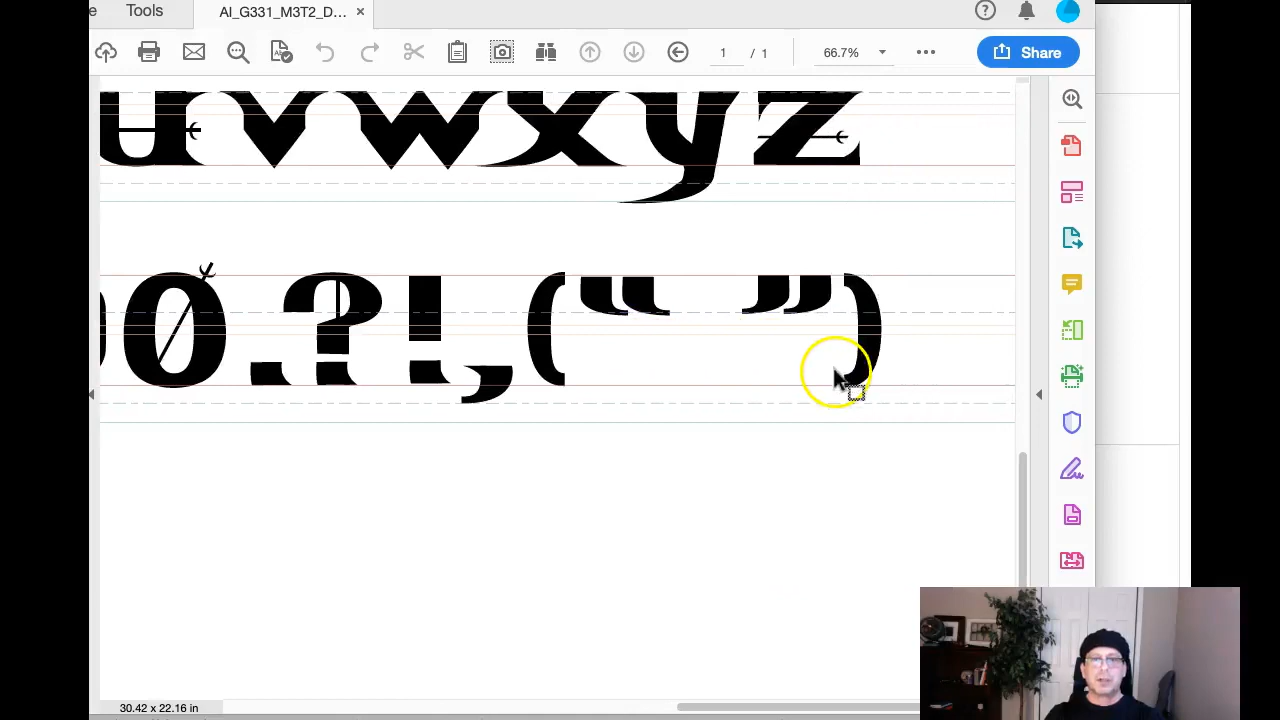 e Tools AI_G331_M3T2_D... ×
1 / 1 66.7% Share
uvwxyz
0.?!,(“ ”)
30.42 x 22.16 in